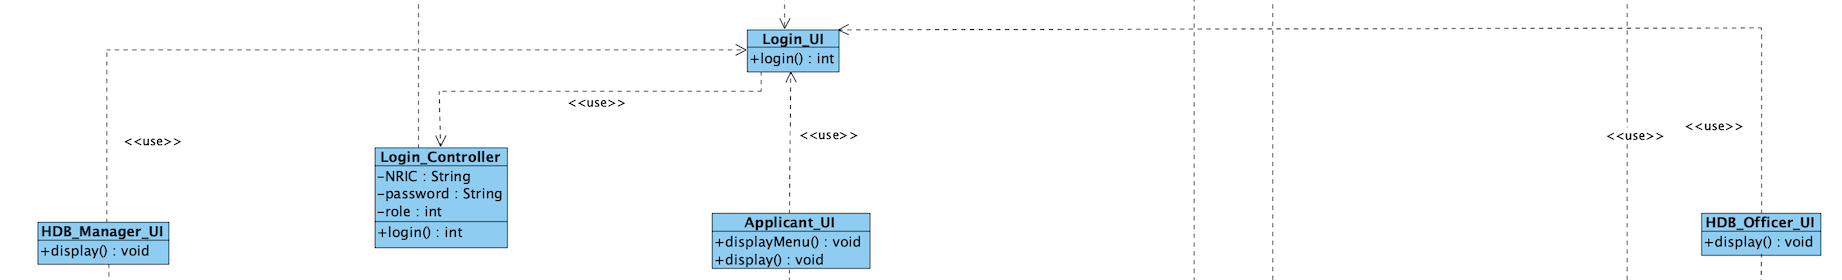 Login_UI
+login() : int
<<use>>
<<use>>
<<use>>
<<use>>
<<use>>
Login_Controller
-NRIC : String
-password : String
-role : int
+login() : int
HDB_Manager_UI
+display() : void
Applicant_UI
+displayMenu() : void
+display() : void
HDB_Officer_UI
+display() : void